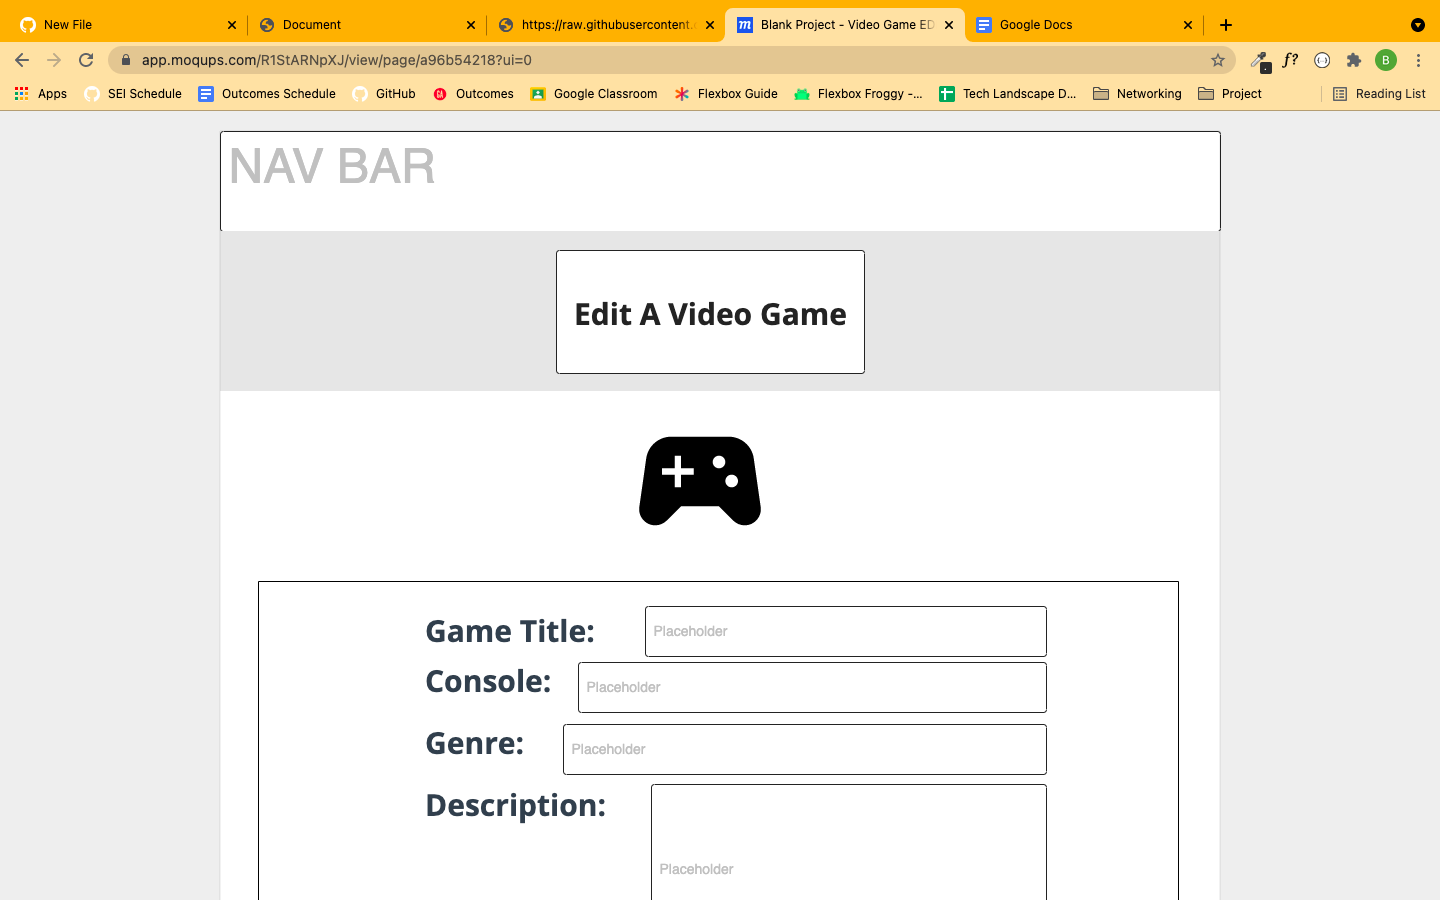 New File
Document
https://raw.githubusercontent.
Blank Project - Video Game ED
Google Docs
app.moqups.com/R1StARNpXJ/view/page/a96b54218?ui=0
f?
B
Apps
SEI Schedule
Outcomes Schedule
GitHub
GA
Outcomes
Google Classroom
Flexbox Guide
Flexbox Froggy -...
Tech Landscape D...
Networking
Project
Reading List
NAV BAR
Edit A Video Game
Game Title:
Placeholder
Console:
Placeholder
Genre:
Placeholder
Description:
Placeholder